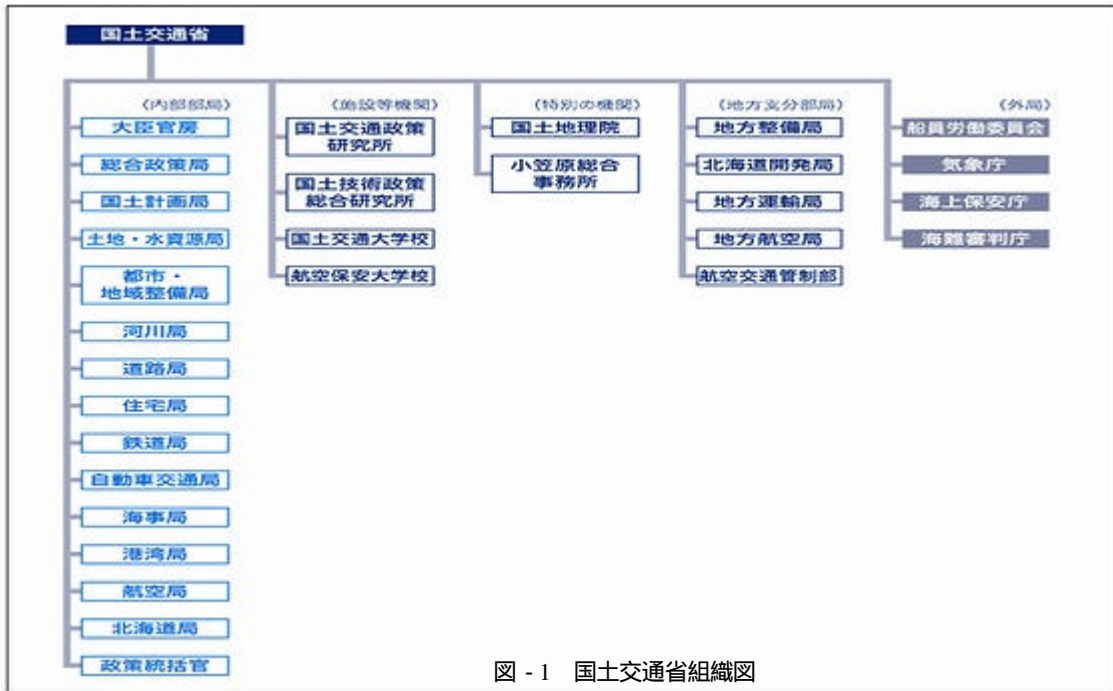 国土交通省
(内部部局)
大臣官房
総合政策局
国土計画局
土地・水資源局
都市・
地域整備局
河川局
道路局
住宅局
鉄道局
自動車交通局
海事局
港湾局
航空局
北海道局
政策統括官
(施設等機関)
国土交通政策
研究所
国土技術政策
総合研究所
国土交通大学校
航空保安大学校
(特別の機関)
国土地理院
小笠原総合
事務所
(地方支分部局)
地方整備局
北海道開発局
地方運輸局
地方航空局
航空交通管制部
(外局)
船員労働委員会
気象庁
海上保安庁
海難審判庁
図 - 1 国土交通省組織図